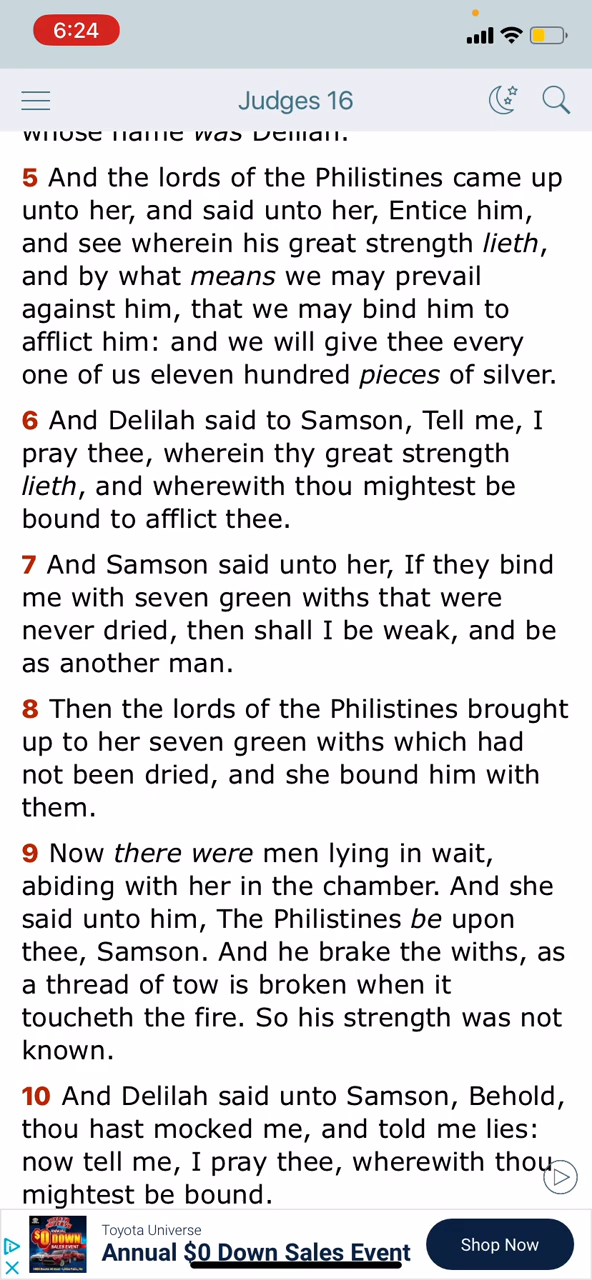 6:24
Judges 16
whose name was Delilah.
5 And the lords of the Philistines came up
unto her, and said unto her, Entice him,
and see wherein his great strength lieth,
and by what means we may prevail
against him, that we may bind him to
afflict him: and we will give thee every
one of us eleven hundred pieces of silver.
6 And Delilah said to Samson, Tell me, I
pray thee, wherein thy great strength
lieth, and wherewith thou mightest be
bound to afflict thee.
7 And Samson said unto her, If they bind
me with seven green withs that were
never dried, then shall I be weak, and be
as another man.
8 Then the lords of the Philistines brought
up to her seven green withs which had
not been dried, and she bound him with
them.
9 Now there were men lying in wait,
abiding with her in the chamber. And she
said unto him, The Philistines be upon
thee, Samson. And he brake the withs, as
a thread of tow is broken when it
toucheth the fire. So his strength was not
known.
10 And Delilah said unto Samson, Behold,
thou hast mocked me, and told me lies:
now tell me, I pray thee, wherewith thou
mightest be bound.
$0 DOWN
SALES EVENT
Toyota Universe
Annual $0 Down Sales Event
Shop Now